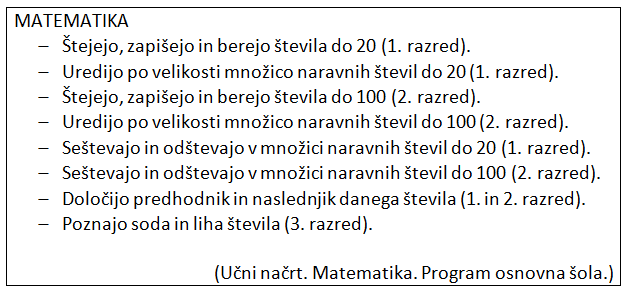 MATEMATIKA
– Štejejo, zapišejo in berejo števila do 20 (1. razred).
– Uredijo po velikosti množico naravnih števil do 20 (1. razred).
– Štejejo, zapišejo in berejo števila do 100 (2. razred).
– Uredijo po velikosti množico naravnih števil do 100 (2. razred).
– Seštevajo in odštevajo v množici naravnih števil do 20 (1. razred).
– Seštevajo in odštevajo v množici naravnih števil do 100 (2. razred).
– Določijo predhodnik in naslednjik danega števila (1. in 2. razred).
– Poznajo soda in liha števila (3. razred).
(Učni načrt. Matematika. Program osnovna šola.)